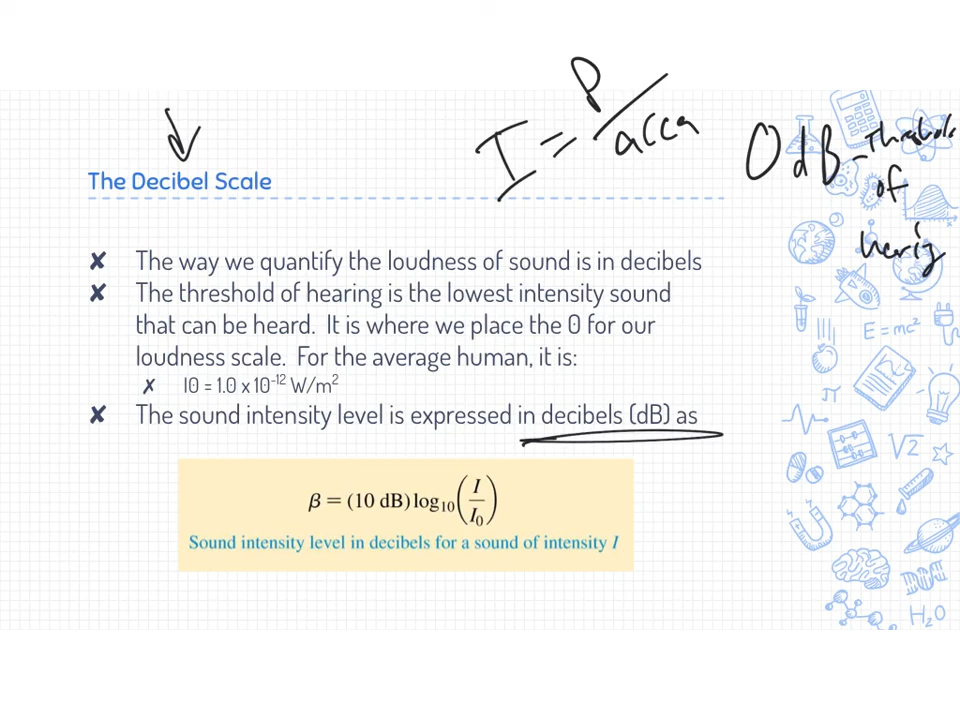 I = P/area
0 dB - Threshold
of
hearing
The Decibel Scale
✘ The way we quantify the loudness of sound is in decibels
✘ The threshold of hearing is the lowest intensity sound
that can be heard. It is where we place the 0 for our
loudness scale. For the average human, it is:
✘ I0 = 1.0 x 10⁻¹² W/m²
✘ The sound intensity level is expressed in decibels (dB) as
β = (10 dB) log₁₀(I/I₀)
Sound intensity level in decibels for a sound of intensity I
E = mc²
π
√2
H₂O